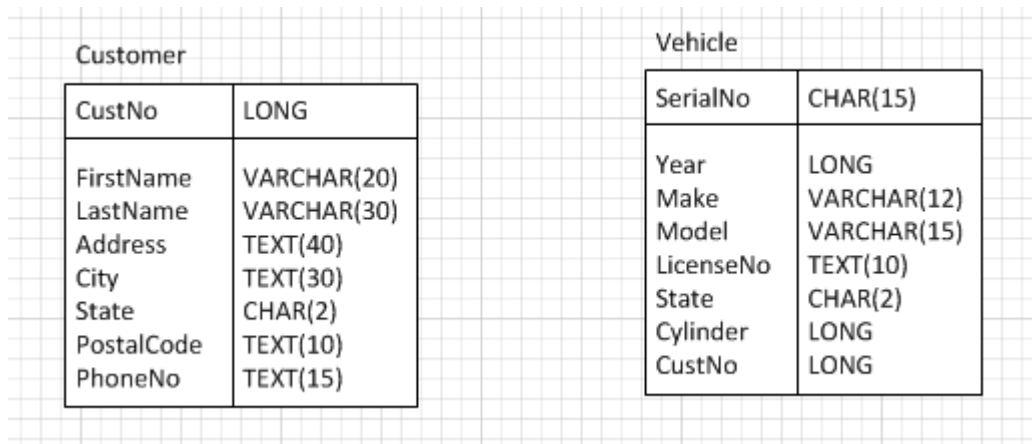 Customer
CustNo LONG
FirstName VARCHAR(20)
LastName VARCHAR(30)
Address TEXT(40)
City TEXT(30)
State CHAR(2)
PostalCode TEXT(10)
PhoneNo TEXT(15)
Vehicle
SerialNo CHAR(15)
Year LONG
Make VARCHAR(12)
Model VARCHAR(15)
LicenseNo TEXT(10)
State CHAR(2)
Cylinder LONG
CustNo LONG